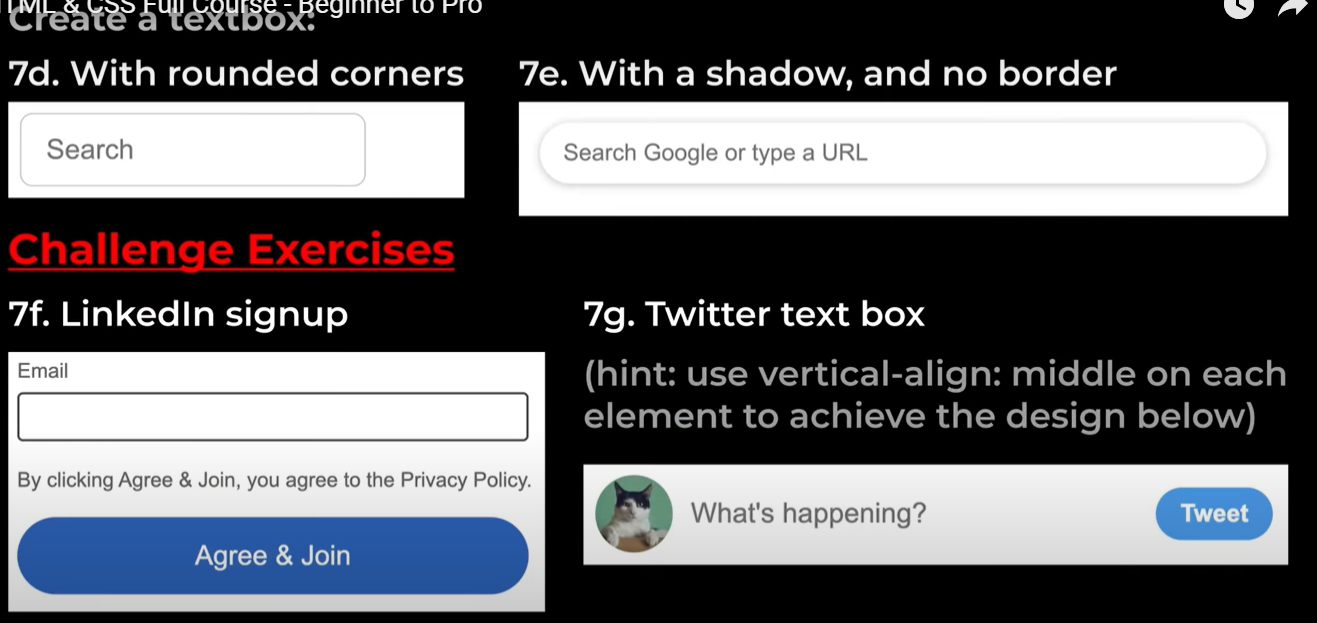 HTML & CSS Full Course - Beginner to Pro
Create a textbox:
7d. With rounded corners
Search
7e. With a shadow, and no border
Search Google or type a URL
Challenge Exercises
7f. LinkedIn signup
Email
By clicking Agree & Join, you agree to the Privacy Policy.
Agree & Join
7g. Twitter text box
(hint: use vertical-align: middle on each
element to achieve the design below)
What's happening?
Tweet